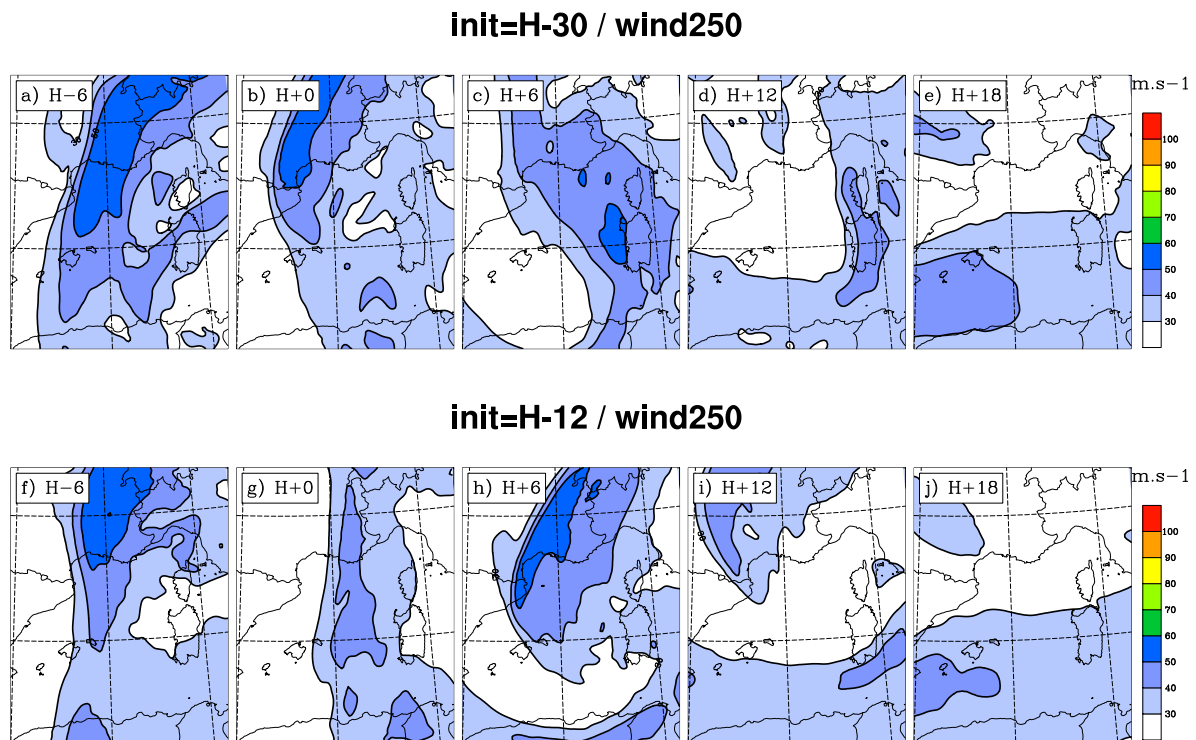 init=H-30 / wind250
a) H−6
b) H+0
c) H+6
d) H+12
e) H+18
m.s−1
100
90
80
70
60
50
40
30
init=H-12 / wind250
f) H−6
g) H+0
h) H+6
i) H+12
j) H+18
m.s−1
100
90
80
70
60
50
40
30